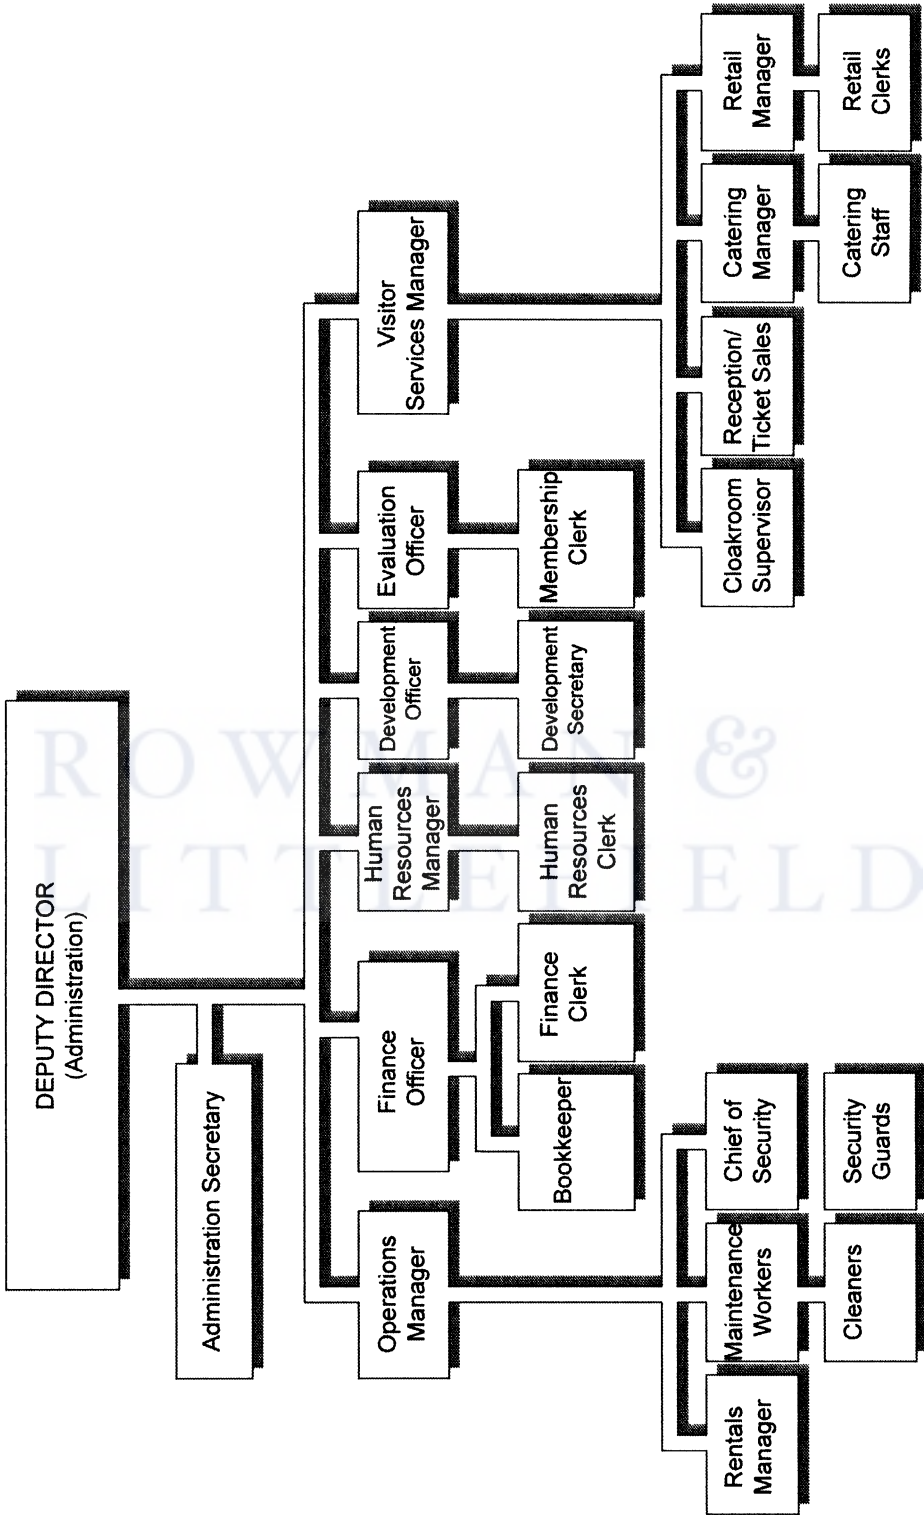 DEPUTY DIRECTOR
(Administration)
Administration Secretary
Operations
Manager
Finance
Officer
Human
Resources
Manager
Development
Officer
Evaluation
Officer
Visitor
Services Manager
Bookkeeper
Finance
Clerk
Human
Resources
Clerk
Development
Secretary
Membership
Clerk
Rentals
Manager
Maintenance
Workers
Chief of
Security
Cloakroom
Supervisor
Reception/
Ticket Sales
Catering
Manager
Retail
Manager
Cleaners
Security
Guards
Catering
Staff
Retail
Clerks
ROWMAN &
LITTLEFIELD